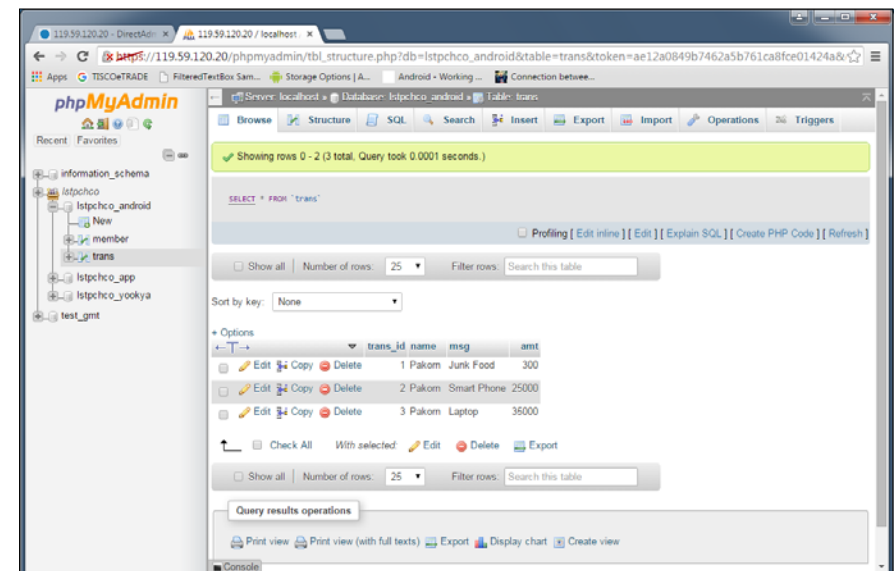 119.59.120.20 - DirectAdm
119.59.120.20 / localhost
https://119.59.120.20/phpmyadmin/tbl_structure.php?db=lstpchco_android&table=trans&token=ae12a0849b7462a5b761ca8fce01424a&
Apps TISCOeTRADE FilteredTextBox Sam... Storage Options | A... Android - Working ... Connection betwee...
phpMyAdmin
Recent Favorites
information_schema
lstpchco
lstpchco_android
New
member
trans
lstpchco_app
lstpchco_yookya
test_gmt
Server: localhost » Database: lstpchco_android » Table: trans
Browse Structure SQL Search Insert Export Import Operations Triggers
Showing rows 0 - 2 (3 total, Query took 0.0001 seconds.)
SELECT * FROM `trans`
Profiling [ Edit inline ] [ Edit ] [ Explain SQL ] [ Create PHP Code ] [ Refresh ]
Show all | Number of rows: 25 Filter rows: Search this table
Sort by key: None
+ Options
←T→ trans_id name msg amt
Edit Copy Delete 1 Pakorn Junk Food 300
Edit Copy Delete 2 Pakorn Smart Phone 25000
Edit Copy Delete 3 Pakorn Laptop 36000
Check All With selected: Edit Delete Export
Show all | Number of rows: 25 Filter rows: Search this table
Query results operations
Print view Print view (with full texts) Export Display chart Create view
Console